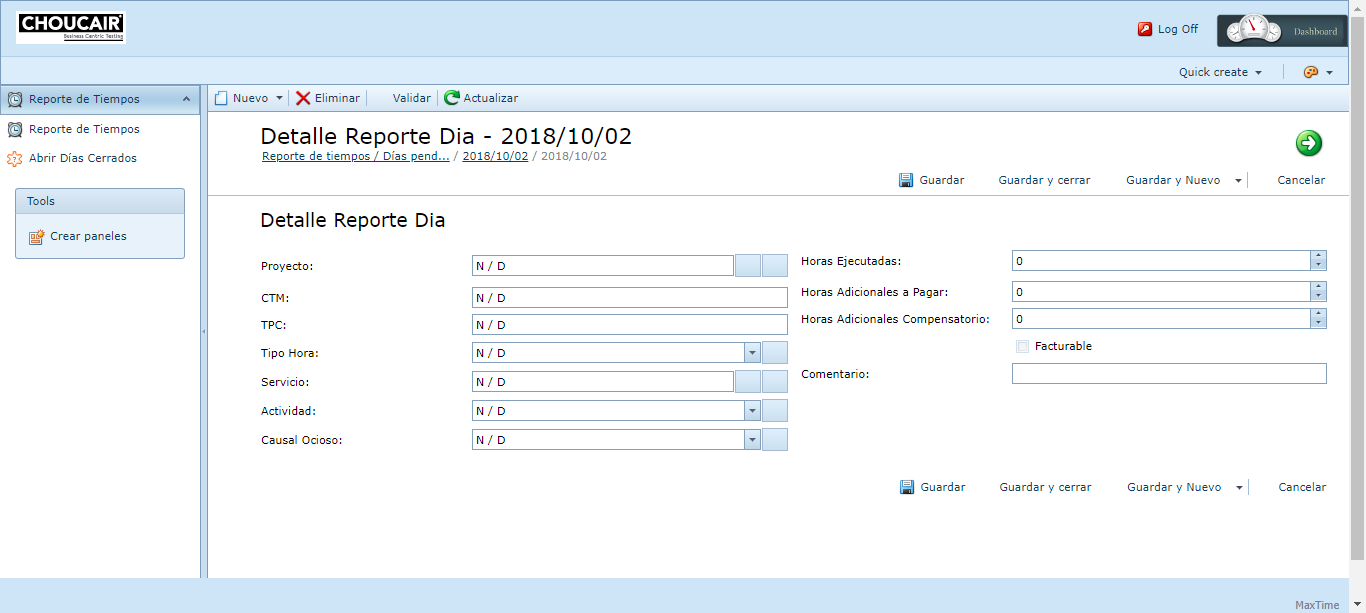 CHOUCAIR
Business Centric Testing
Log Off
Dashboard
Quick create
Reporte de Tiempos
Nuevo
Eliminar
Validar
Actualizar
Reporte de Tiempos
Abrir Días Cerrados
Tools
Crear paneles
Detalle Reporte Dia - 2018/10/02
Reporte de tiempos / Días pend... / 2018/10/02 / 2018/10/02
Guardar
Guardar y cerrar
Guardar y Nuevo
Cancelar
Detalle Reporte Dia
Proyecto: N / D
CTM: N / D
TPC: N / D
Tipo Hora: N / D
Servicio: N / D
Actividad: N / D
Causal Ocioso: N / D
Horas Ejecutadas: 0
Horas Adicionales a Pagar: 0
Horas Adicionales Compensatorio: 0
Facturable
Comentario:
Guardar
Guardar y cerrar
Guardar y Nuevo
Cancelar
MaxTime